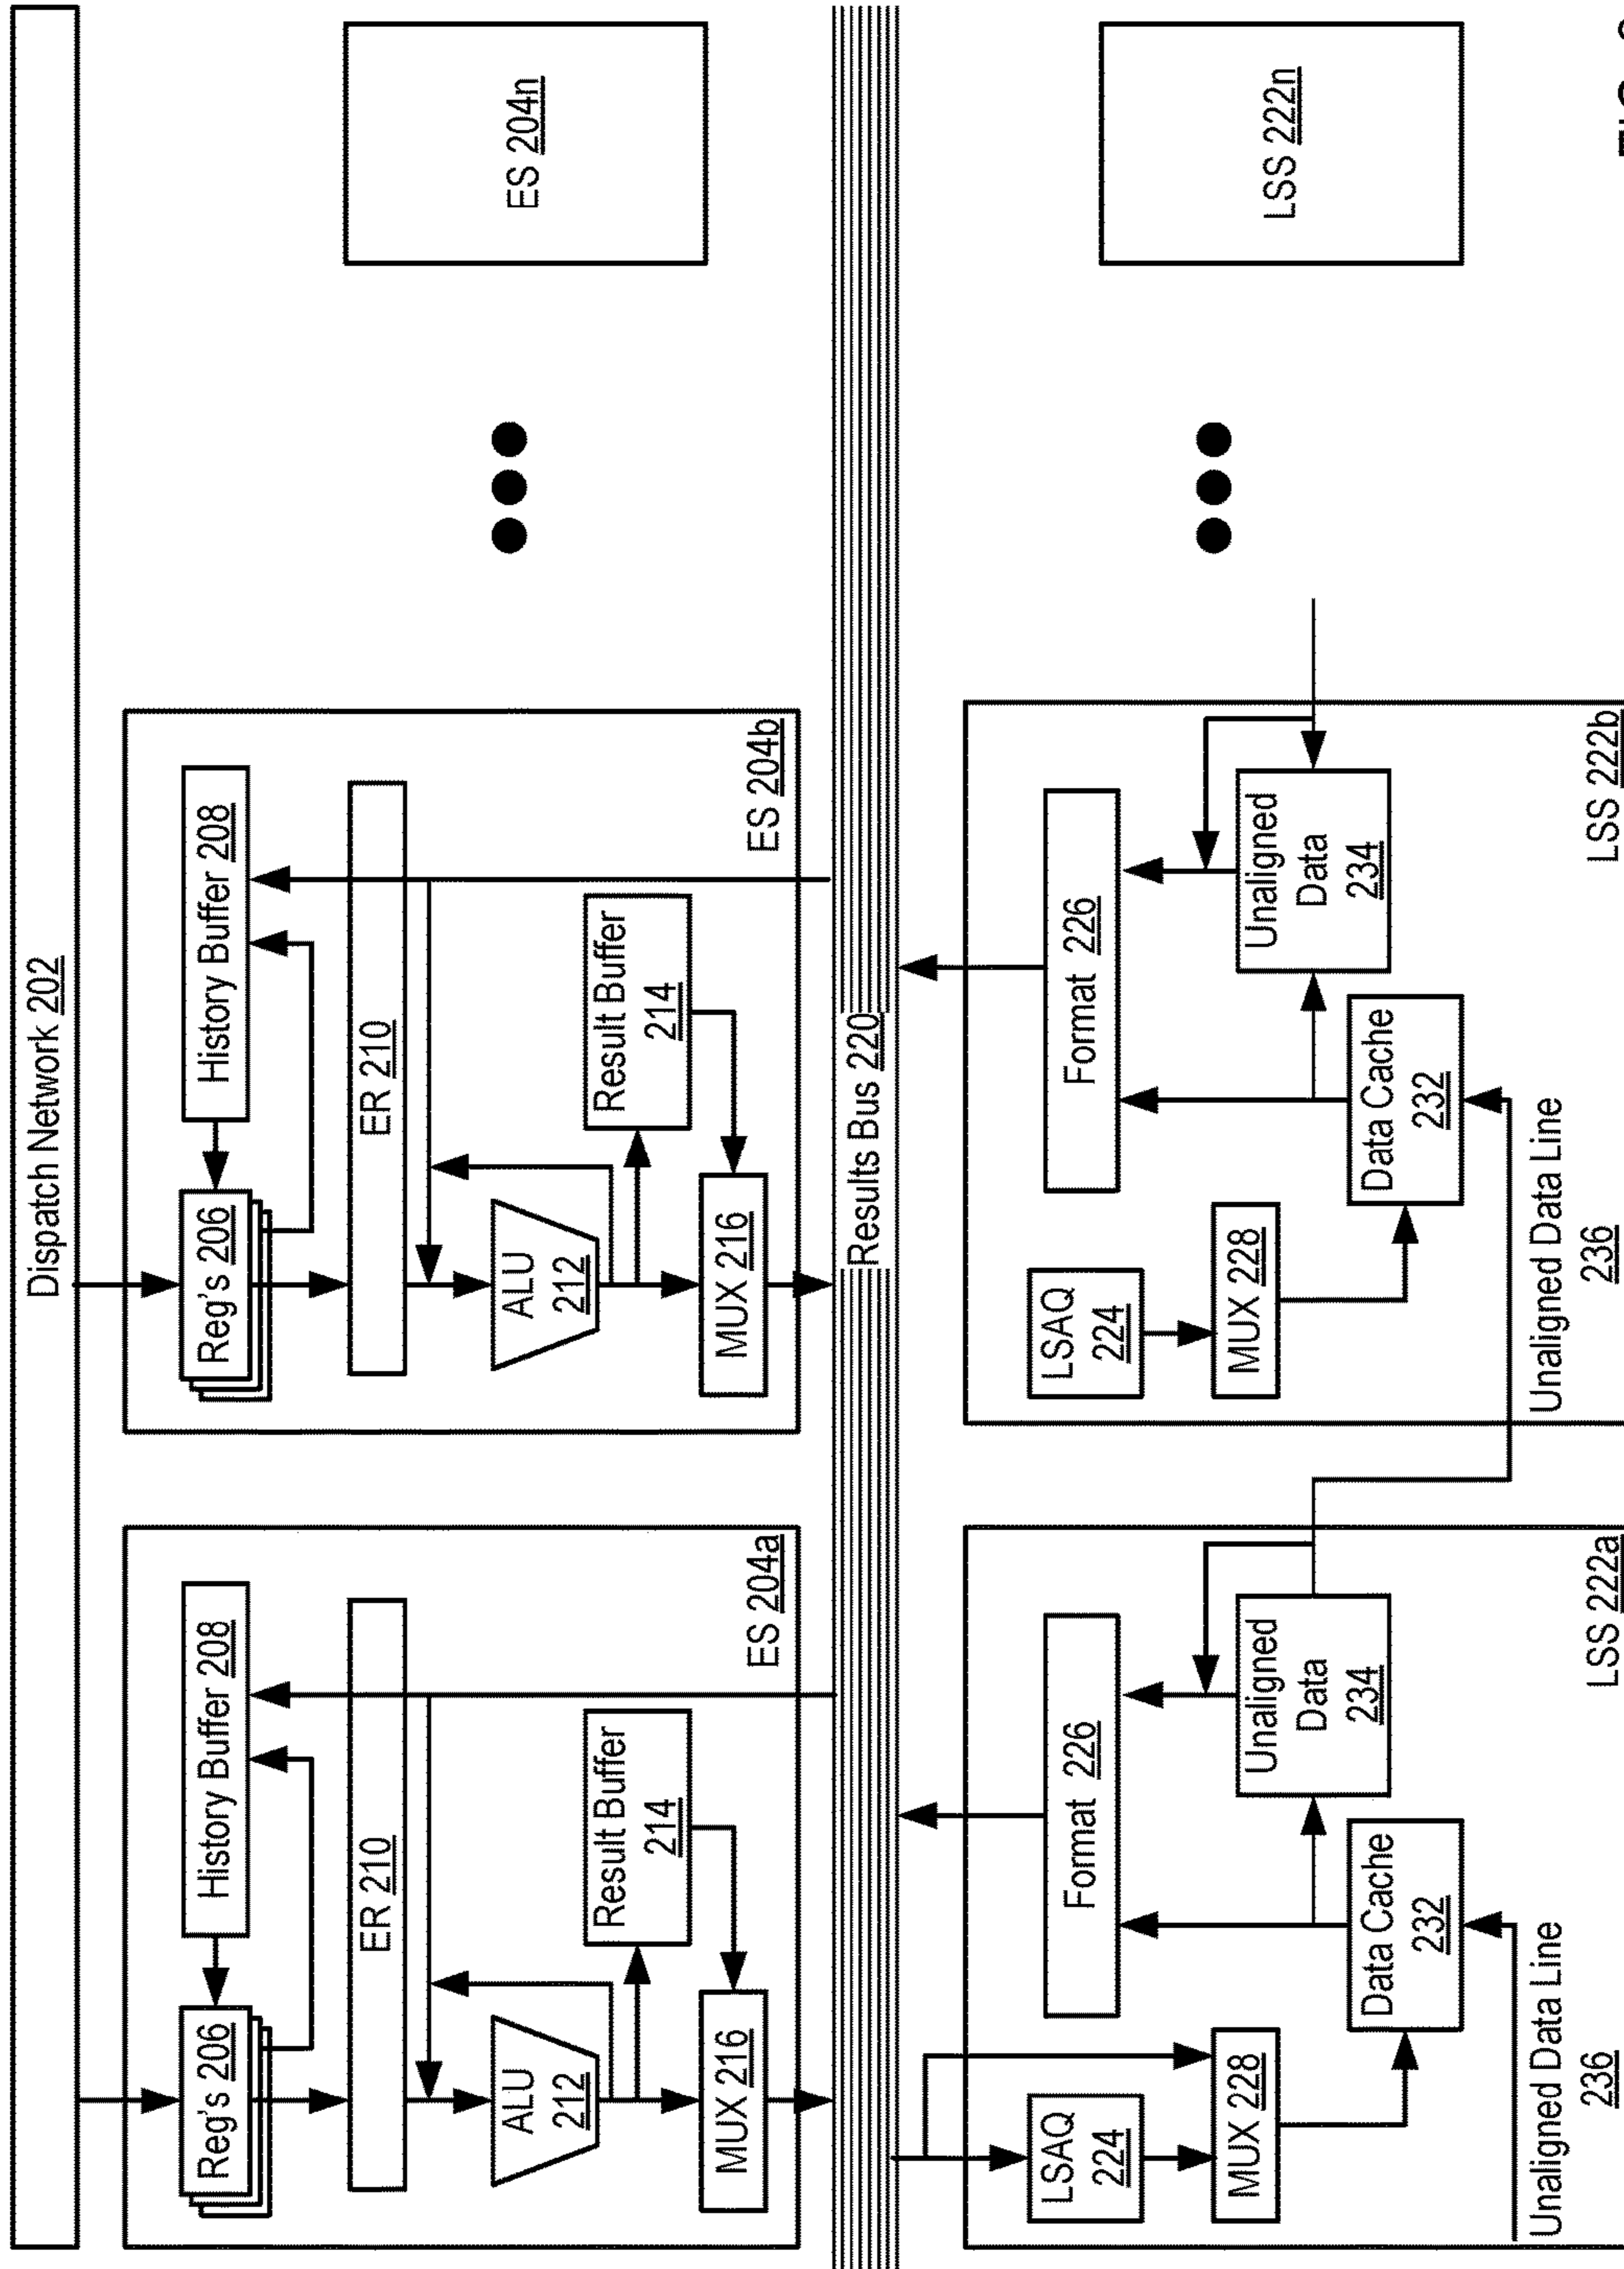 Dispatch Network 202
Reg's 206
History Buffer 208
ER 210
ALU
212
Result Buffer
214
MUX 216
ES 204a
Reg's 206
History Buffer 208
ER 210
ALU
212
Result Buffer
214
MUX 216
ES 204b
ES 204n
Results Bus 220
LSAQ
224
MUX 228
Format 226
Data Cache
232
Unaligned
Data
234
Unaligned Data Line
236
LSS 222a
LSAQ
224
MUX 228
Format 226
Data Cache
232
Unaligned
Data
234
Unaligned Data Line
236
LSS 222b
LSS 222n